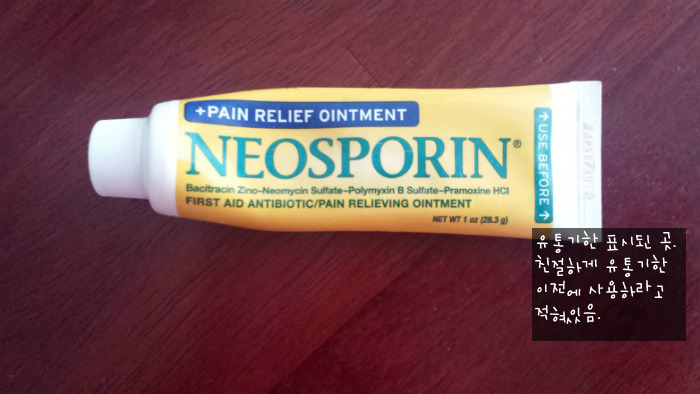 +PAIN RELIEF OINTMENT
NEOSPORIN®
Bacitracin Zinc–Neomycin Sulfate–Polymyxin B Sulfate–Pramoxine HCl
FIRST AID ANTIBIOTIC/PAIN RELIEVING OINTMENT
NET WT 1 oz (28.3 g)
←USE BEFORE→
유통기한 표시된 곳.
친절하게 유통기한
이전에 사용하라고
적혀있음.